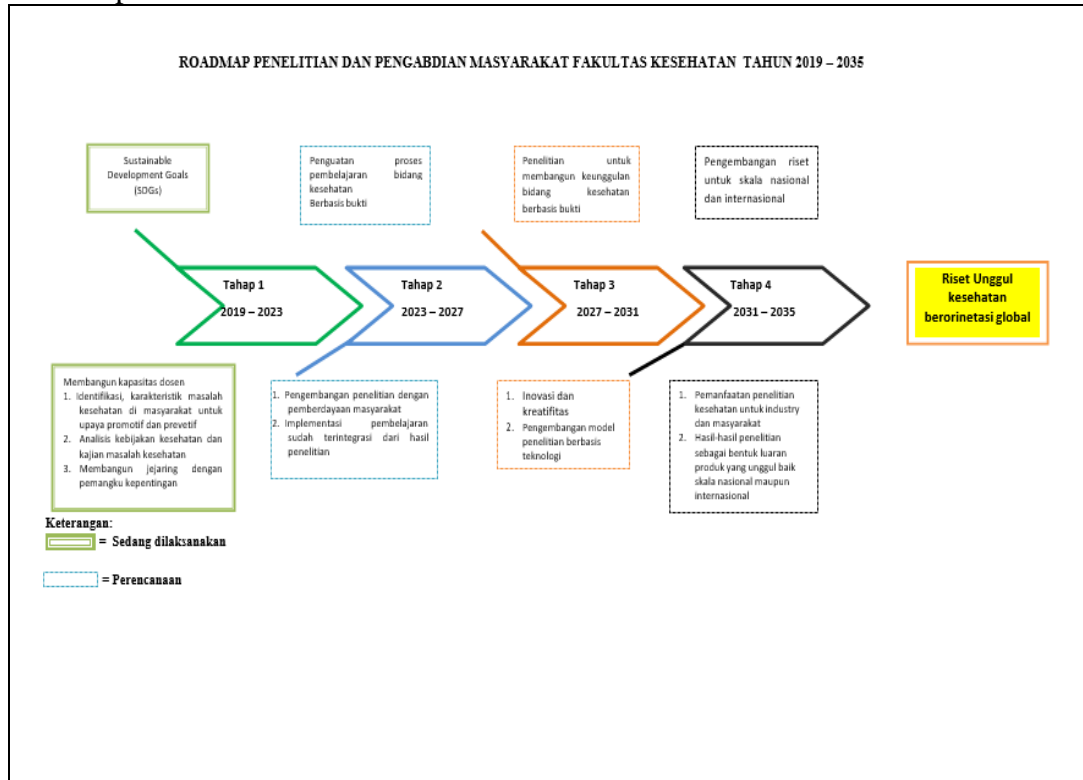 ROADMAP PENELITIAN DAN PENGABDIAN MASYARAKAT FAKULTAS KESEHATAN TAHUN 2019 – 2035
Sustainable
Development Goals
(SDGs)
Penguatan proses
pembelajaran bidang
kesehatan
Berbasis bukti
Penelitian untuk
membangun keunggulan
bidang kesehatan
berbasis bukti
Pengembangan riset
untuk skala nasional
dan internasional
Tahap 1
2019 – 2023
Tahap 2
2023 – 2027
Tahap 3
2027 – 2031
Tahap 4
2031 – 2035
Riset Unggul
kesehatan
berorinetasi global
Membangun kapasitas dosen
1. Identifikasi, karakteristik masalah
kesehatan di masyarakat untuk
upaya promotif dan prevetif
2. Analisis kebijakan kesehatan dan
kajian masalah kesehatan
3. Membangun jejaring dengan
pemangku kepentingan
1. Pengembangan penelitian dengan
pemberdayaan masyarakat
2. Implementasi pembelajaran
sudah terintegrasi dari hasil
penelitian
1. Inovasi dan
kreatifitas
2. Pengembangan model
penelitian berbasis
teknologi
1. Pemanfaatan penelitian
kesehatan untuk industry
dan masyarakat
2. Hasil-hasil penelitian
sebagai bentuk luaran
produk yang unggul baik
skala nasional maupun
internasional
Keterangan:
= Sedang dilaksanakan
= Perencanaan